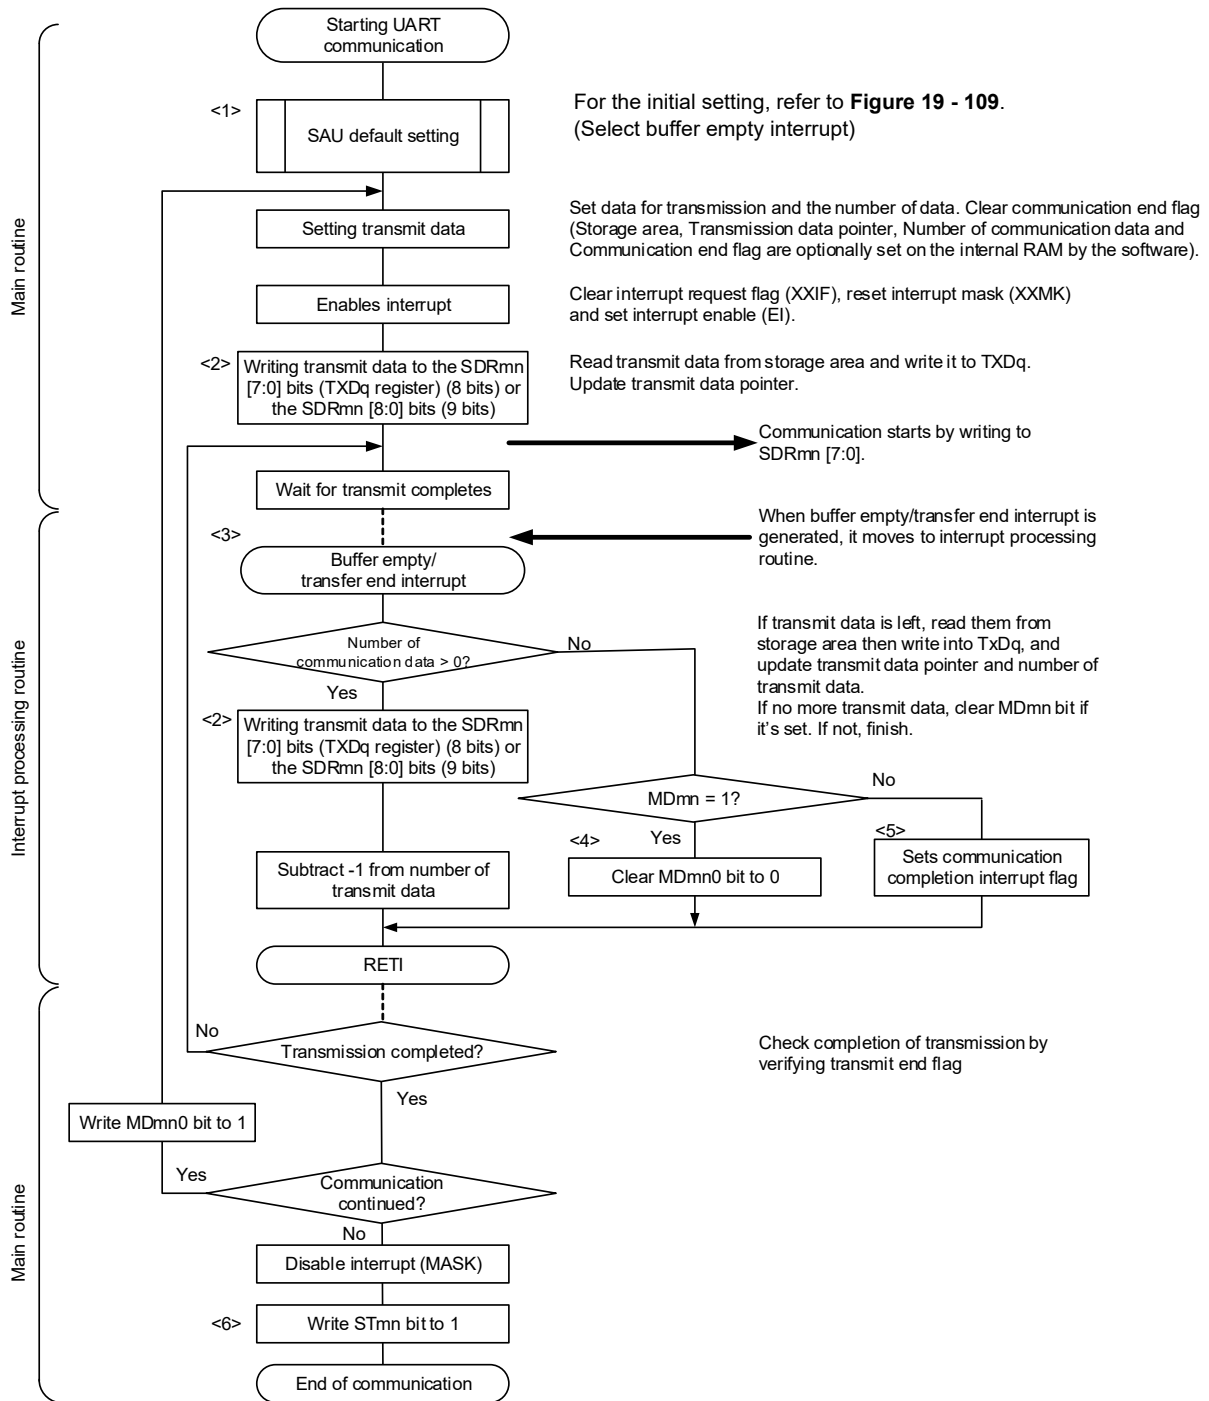 Starting UART
communication
<1>
SAU default setting
For the initial setting, refer to Figure 19 - 109.
(Select buffer empty interrupt)
Main routine
Setting transmit data
Set data for transmission and the number of data. Clear communication end flag
(Storage area, Transmission data pointer, Number of communication data and
Communication end flag are optionally set on the internal RAM by the software).
Enables interrupt
Clear interrupt request flag (XXIF), reset interrupt mask (XXMK)
and set interrupt enable (EI).
<2>
Writing transmit data to the SDRmn
[7:0] bits (TXDq register) (8 bits) or
the SDRmn [8:0] bits (9 bits)
Read transmit data from storage area and write it to TXDq.
Update transmit data pointer.
Communication starts by writing to
SDRmn [7:0].
Wait for transmit completes
When buffer empty/transfer end interrupt is
generated, it moves to interrupt processing
routine.
<3>
Buffer empty/
transfer end interrupt
Interrupt processing routine
Number of
communication data > 0?
No
Yes
If transmit data is left, read them from
storage area then write into TxDq, and
update transmit data pointer and number of
transmit data.
If no more transmit data, clear MDmn bit if
it's set. If not, finish.
<2>
Writing transmit data to the SDRmn
[7:0] bits (TXDq register) (8 bits) or
the SDRmn [8:0] bits (9 bits)
MDmn = 1?
No
Yes
<4>
<5>
Subtract -1 from number of
transmit data
Clear MDmn0 bit to 0
Sets communication
completion interrupt flag
RETI
Main routine
No
Transmission completed?
Check completion of transmission by
verifying transmit end flag
Yes
Write MDmn0 bit to 1
Yes
Communication
continued?
No
Disable interrupt (MASK)
<6>
Write STmn bit to 1
End of communication